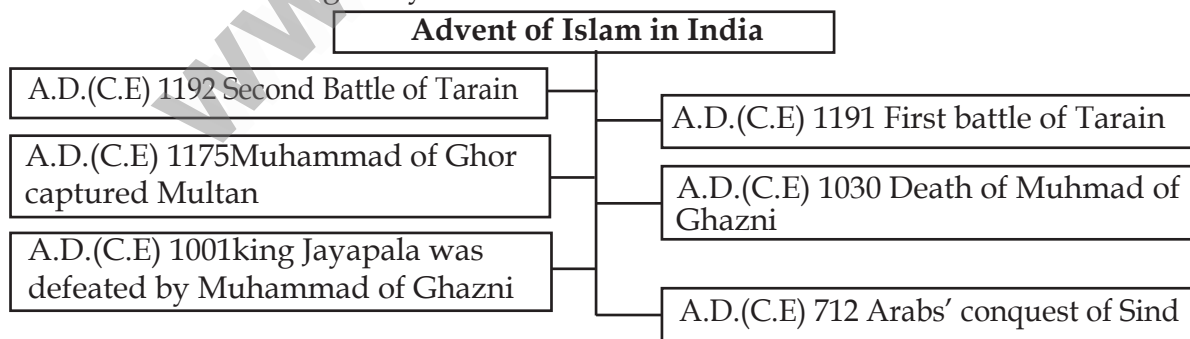 Advent of Islam in India
A.D.(C.E) 1192 Second Battle of Tarain
A.D.(C.E) 1191 First battle of Tarain
A.D.(C.E) 1175Muhammad of Ghor
captured Multan
A.D.(C.E) 1030 Death of Muhmad of
Ghazni
A.D.(C.E) 1001king Jayapala was
defeated by Muhammad of Ghazni
A.D.(C.E) 712 Arabs’ conquest of Sind